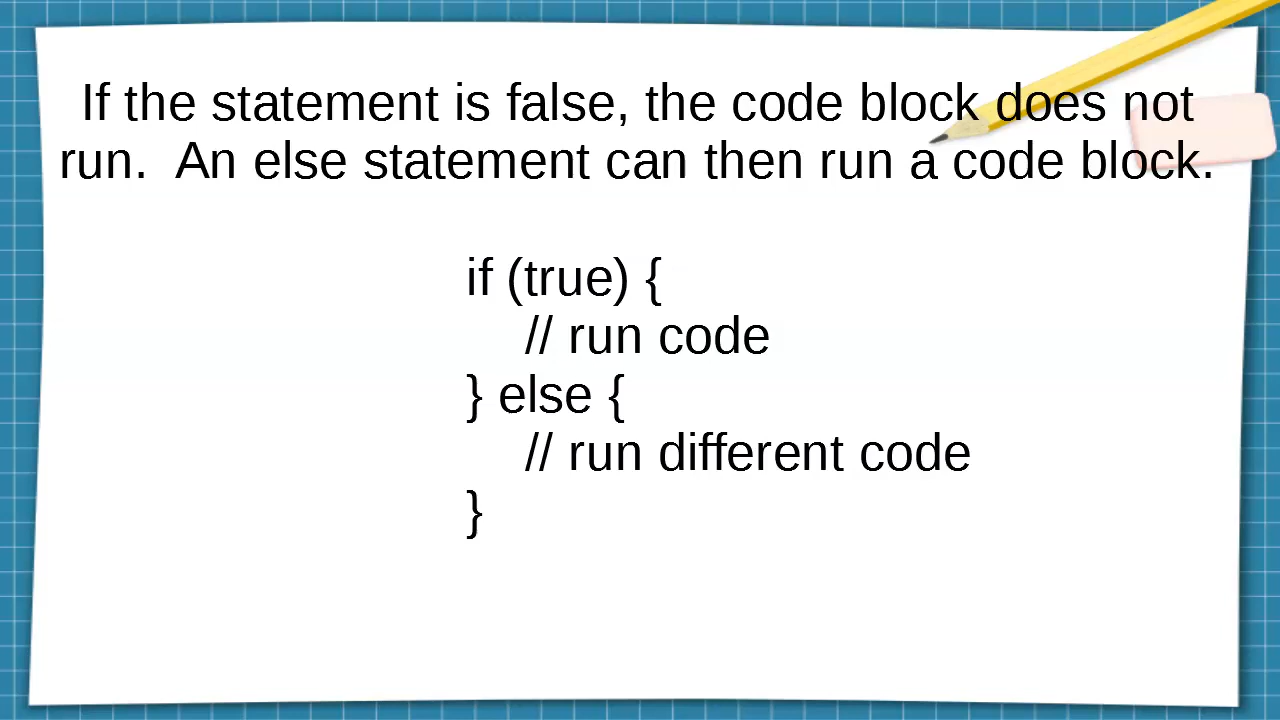 If the statement is false, the code block does not
run.  An else statement can then run a code block.
if (true) {
    // run code
} else {
    // run different code
}